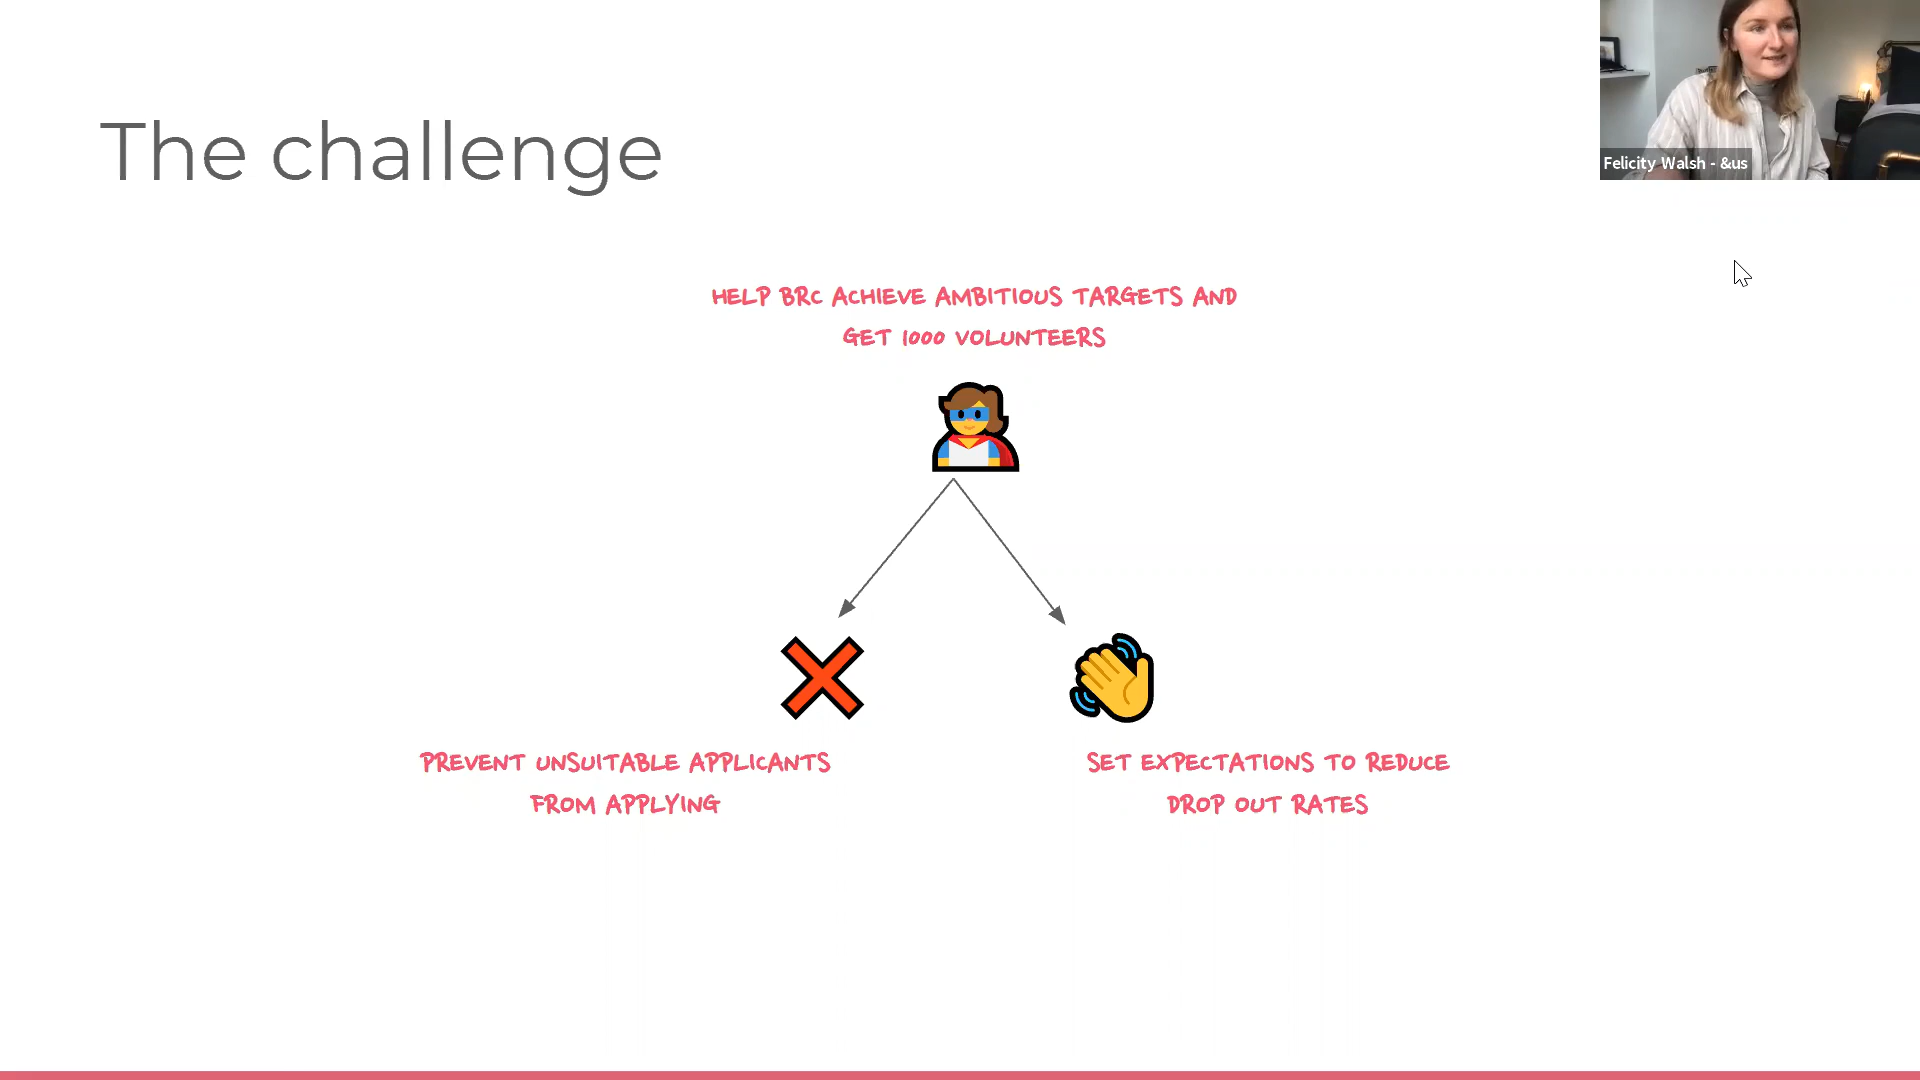 The challenge
Felicity Walsh - &us
HELP BRC ACHIEVE AMBITIOUS TARGETS AND
GET 1000 VOLUNTEERS
PREVENT UNSUITABLE APPLICANTS
FROM APPLYING
SET EXPECTATIONS TO REDUCE
DROP OUT RATES